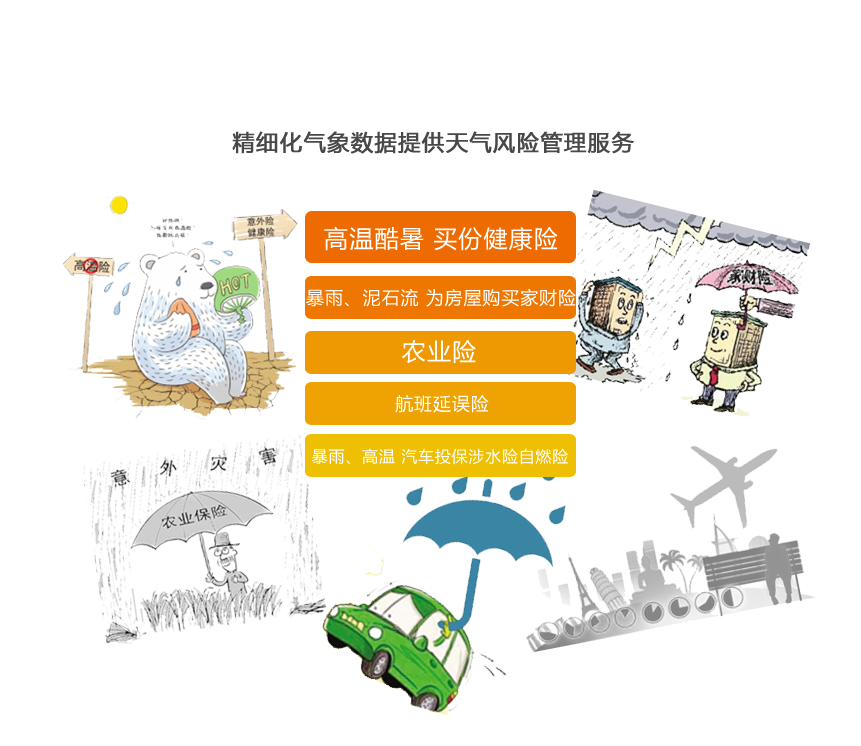 精细化气象数据提供天气风险管理服务
意外险
健康险
高温险
HOT
高温酷暑 买份健康险
暴雨、泥石流 为房屋购买家财险
农业险
航班延误险
暴雨、高温 汽车投保涉水险自燃险
家财险
意外灾害
农业保险